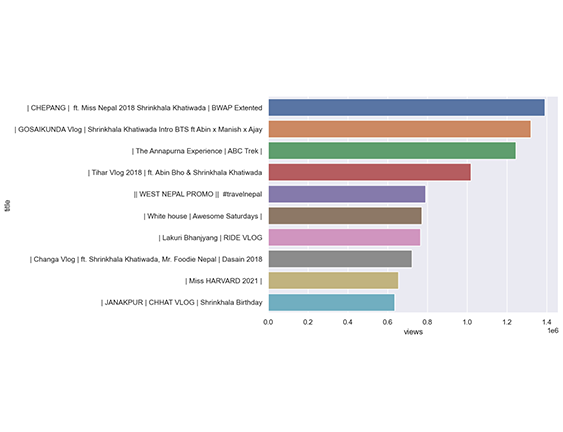 | CHEPANG | ft. Miss Nepal 2018 Shrinkhala Khatiwada | BWAP Extented
| GOSAIKUNDA Vlog | Shrinkhala Khatiwada Intro BTS ft Abin x Manish x Ajay
| The Annapurna Experience | ABC Trek |
| Tihar Vlog 2018 | ft. Abin Bho & Shrinkhala Khatiwada
|| WEST NEPAL PROMO || #travelnepal
| White house | Awesome Saturdays |
| Lakuri Bhanjyang | RIDE VLOG
| Changa Vlog | ft. Shrinkhala Khatiwada, Mr. Foodie Nepal | Dasain 2018
| Miss HARVARD 2021 |
| JANAKPUR | CHHAT VLOG | Shrinkhala Birthday
title
0.0 0.2 0.4 0.6 0.8 1.0 1.2 1.4
1e6
views